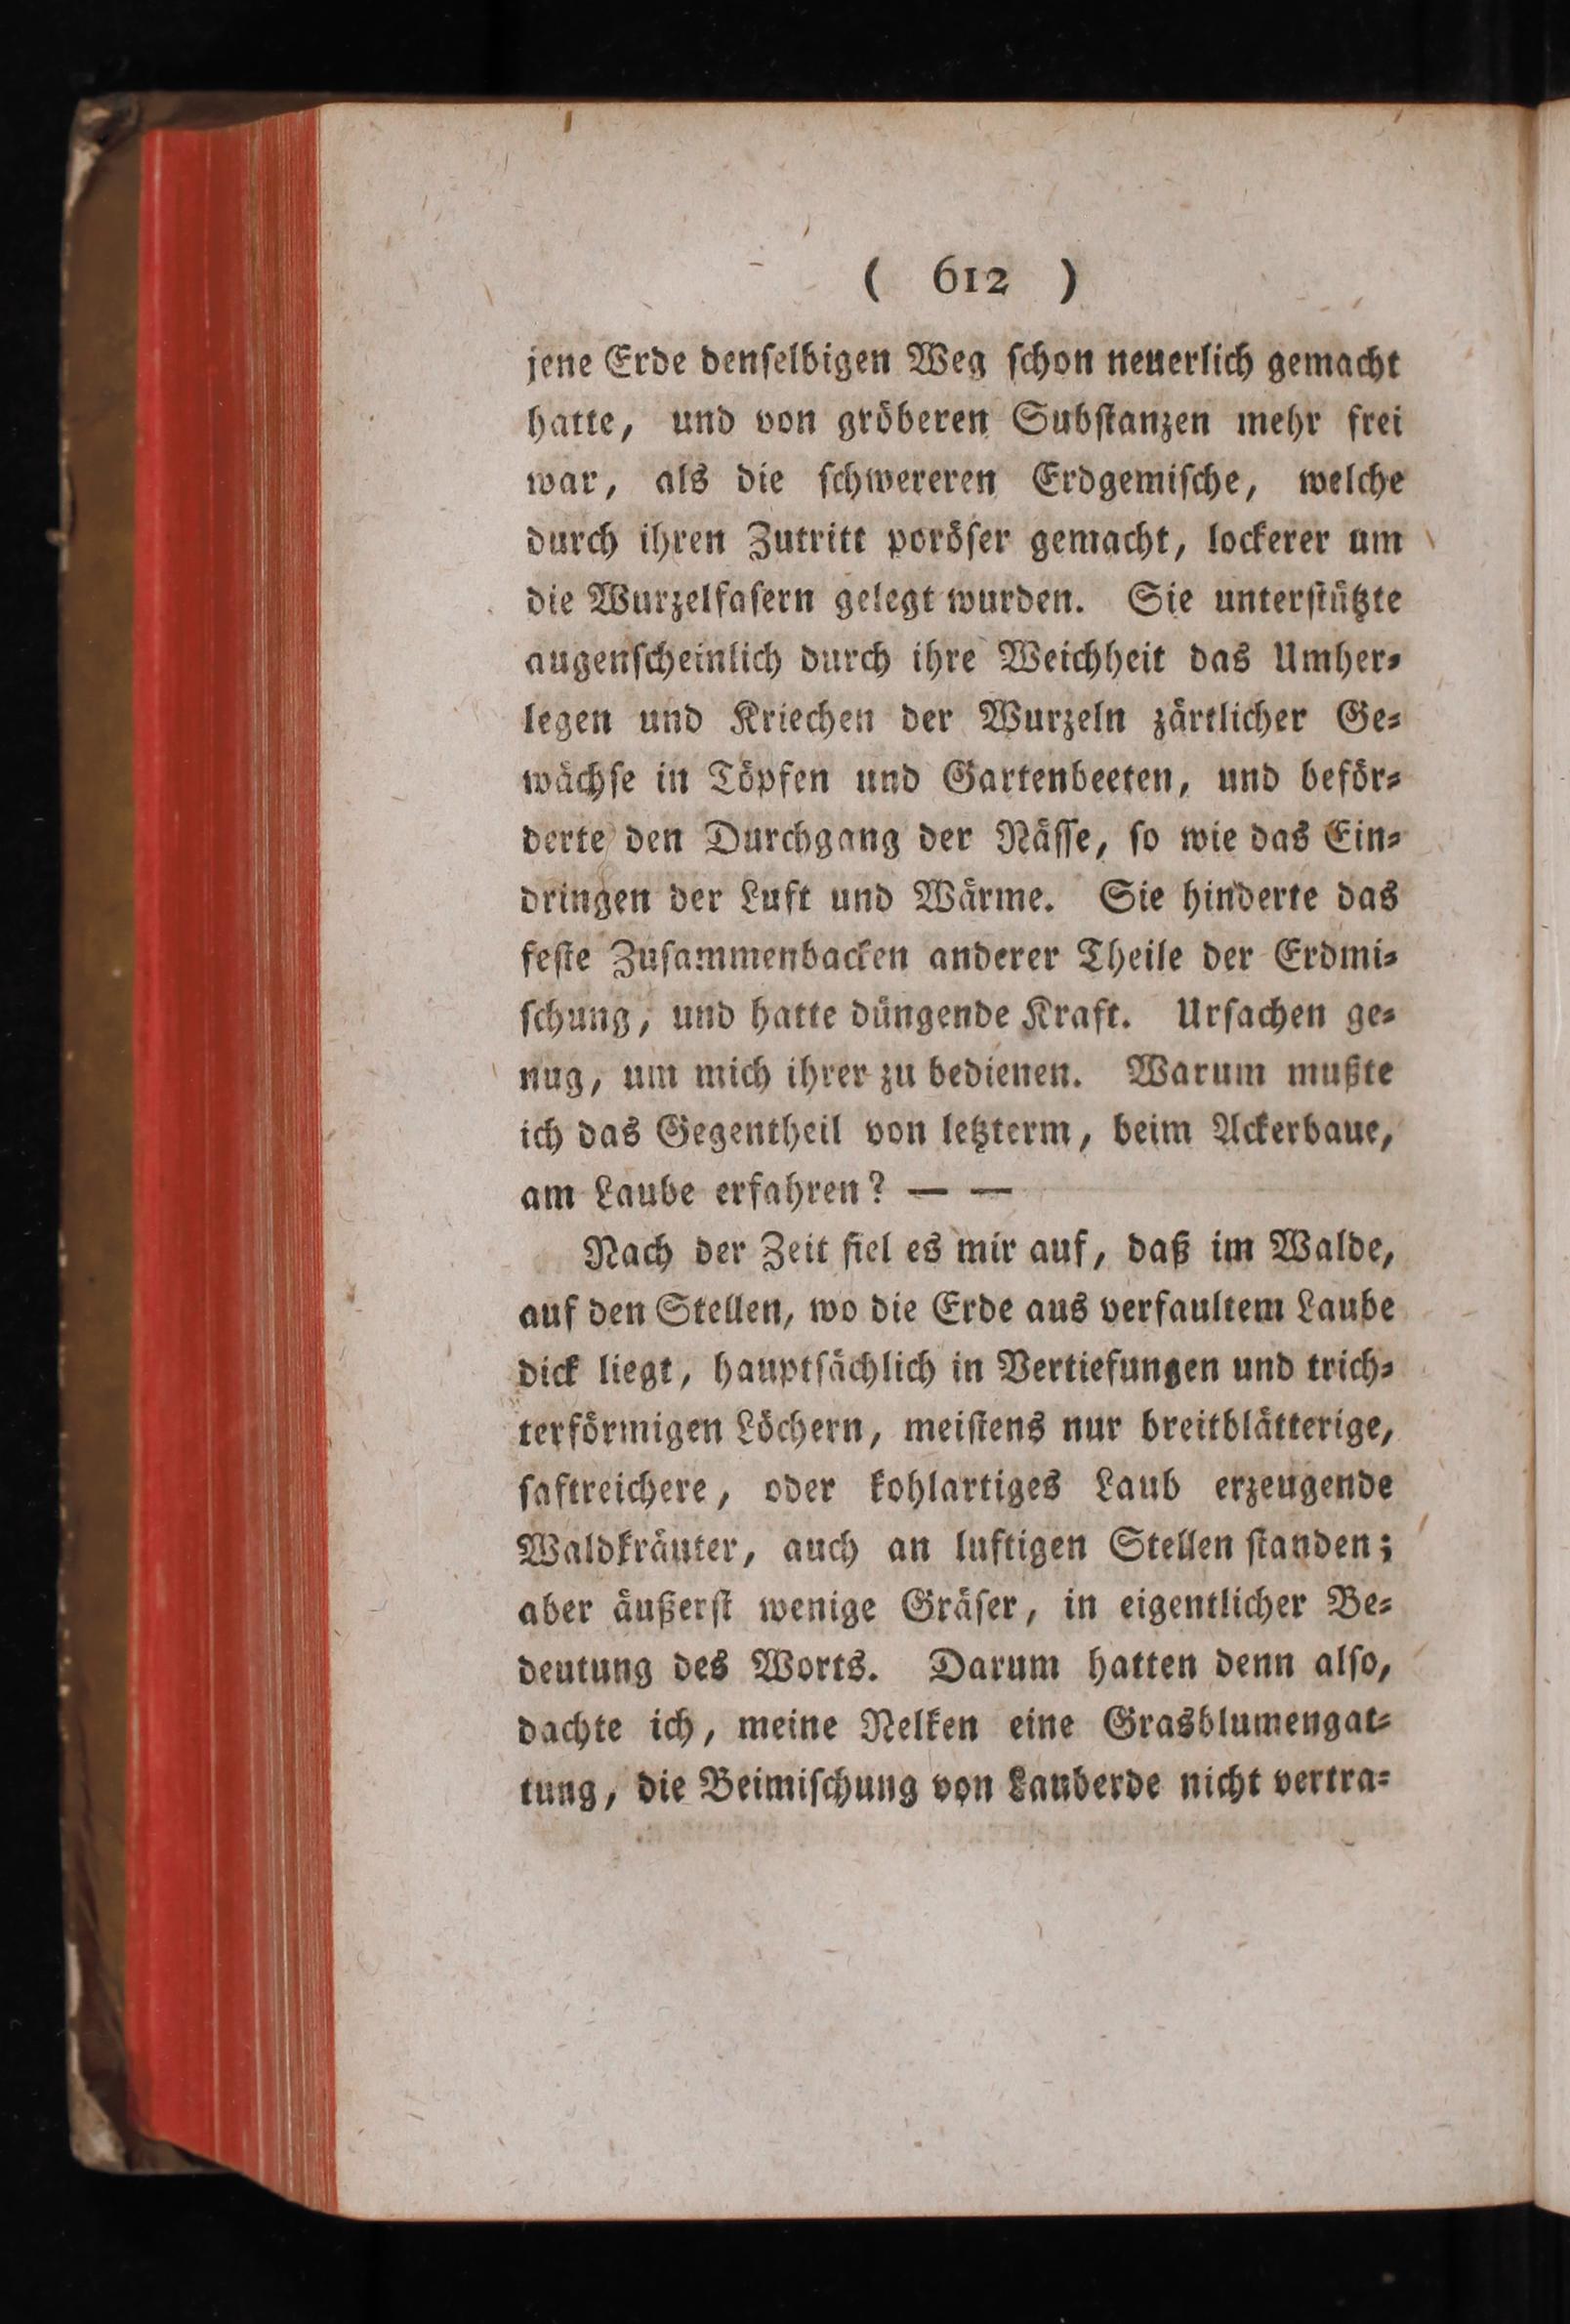 ( 612 )
jene Erde denſelbigen Weg ſchon neuerlich gemacht
hatte, und von gröberen Subſtanzen mehr frei
war, als die ſchwereren Erdgemiſche, welche
durch ihren Zutritt poröſer gemacht, lockerer um
die Wurzelfaſern gelegt wurden. Sie unterſtützte
augenſcheinlich durch ihre Weichheit das Umher⸗
legen und Kriechen der Wurzeln zärtlicher Ge⸗
wächſe in Töpfen und Gartenbeeten, und beför⸗
derte den Durchgang der Näſſe, ſo wie das Ein⸗
dringen der Luft und Wärme. Sie hinderte das
feſte Zuſammenbacken anderer Theile der Erdmi⸗
ſchung, und hatte düngende Kraft. Urſachen ge⸗
nug, um mich ihrer zu bedienen. Warum mußte
ich das Gegentheil von letzterm, beim Ackerbaue,
am Laube erfahren? — —
Nach der Zeit fiel es mir auf, daß im Walde,
auf den Stellen, wo die Erde aus verfaultem Laube
dick liegt, hauptſächlich in Vertiefungen und trich⸗
terförmigen Löchern, meiſtens nur breitblätterige,
ſaftreichere, oder kohlartiges Laub erzeugende
Waldkräuter, auch an luftigen Stellen ſtanden;
aber äußerſt wenige Gräſer, in eigentlicher Be⸗
deutung des Worts. Darum hatten denn alſo,
dachte ich, meine Nelken eine Grasblumengat⸗
tung, die Beimiſchung von Lauberde nicht vertra⸗